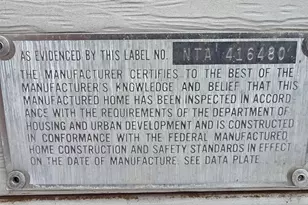 AS EVIDENCED BY THIS LABEL NO. NTA 416480
THE MANUFACTURER CERTIFIES TO THE BEST OF THE
MANUFACTURER'S KNOWLEDGE AND BELIEF THAT THIS
MANUFACTURED HOME HAS BEEN INSPECTED IN ACCORD
ANCE WITH THE REQUIREMENTS OF THE DEPARTMENT OF
HOUSING AND URBAN DEVELOPMENT AND IS CONSTRUCTED
IN CONFORMANCE WITH THE FEDERAL MANUFACTURED
HOME CONSTRUCTION AND SAFETY STANDARDS IN EFFECT
ON THE DATE OF MANUFACTURE. SEE DATA PLATE.